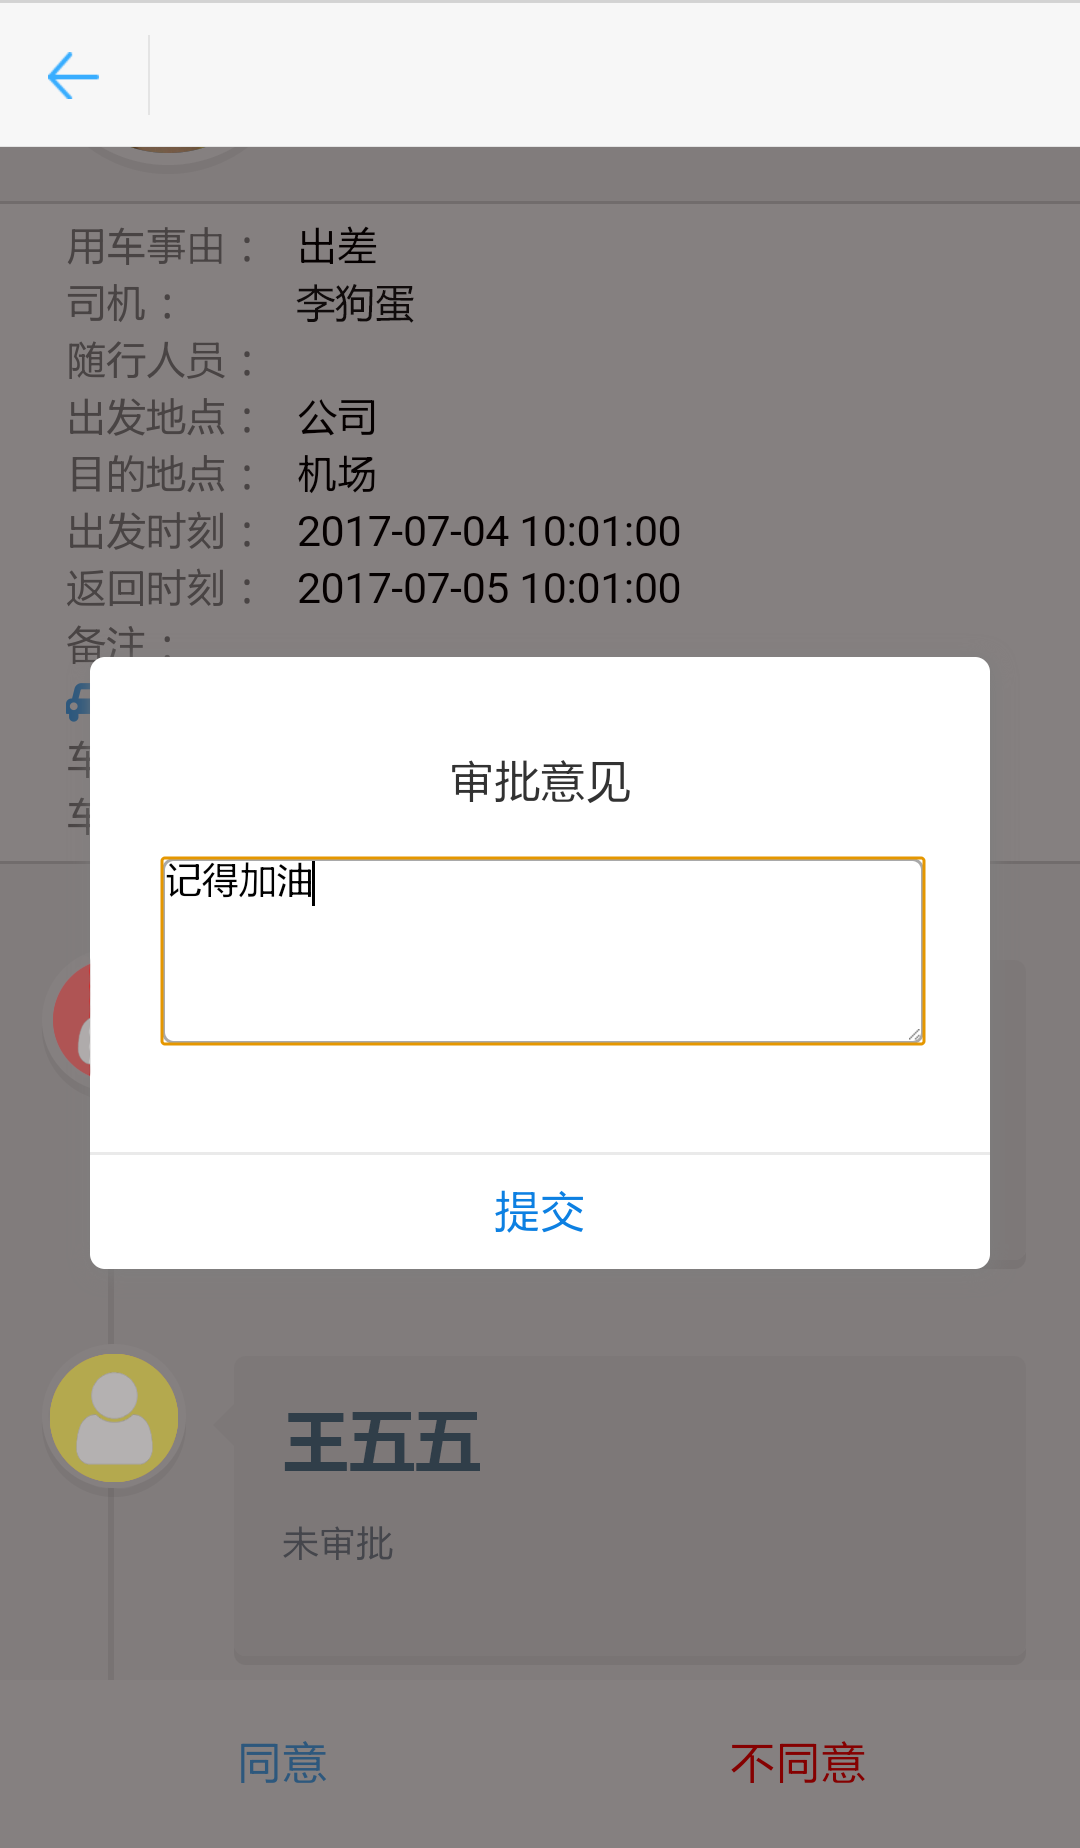 用车事由： 出差
司机： 李狗蛋
随行人员：
出发地点： 公司
目的地点： 机场
出发时刻： 2017-07-04 10:01:00
返回时刻： 2017-07-05 10:01:00
备注：
车
车
审批意见
记得加油
提交
王五五
未审批
同意 不同意